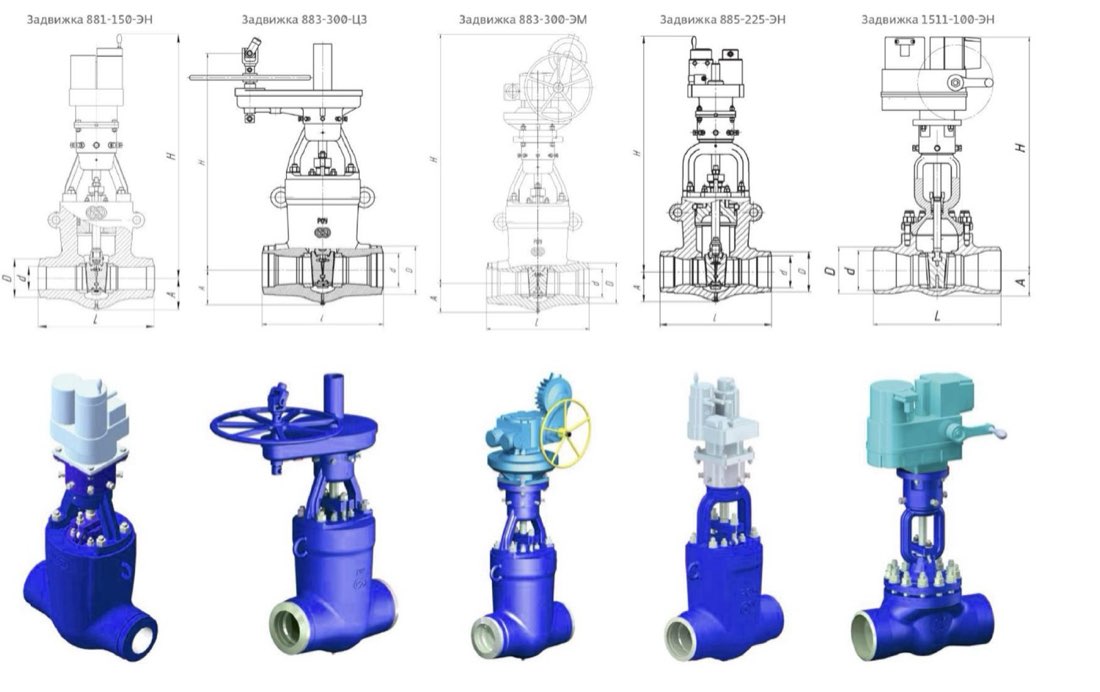 Задвижка 881-150-ЭН
Задвижка 883-300-ЦЗ
Задвижка 883-300-ЭМ
Задвижка 885-225-ЭН
Задвижка 1511-100-ЭН
H
D
d
A
L
H
A
d
D
l
H
A
d
D
l
H
A
d
D
l
D
d
H
A
L